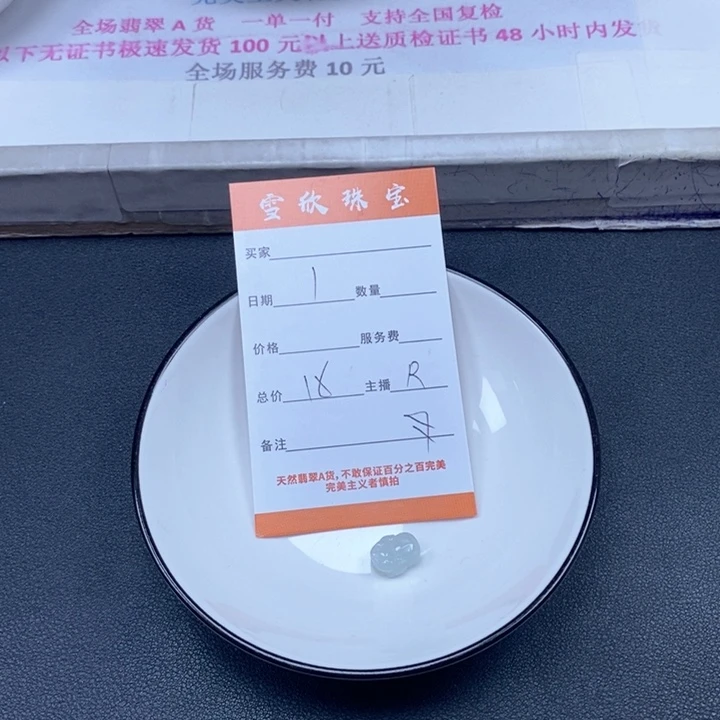 全场翡翠A货 一单一付 支持全国复检
以下无证书极速发货100元以上送质检证书48小时内发货
全场服务费10元
雪欣珠宝
买家
日期 1 数量
价格 服务费
总价 18 主播 R
备注
天然翡翠A货,不敢保证百分之百完美
完美主义者慎拍